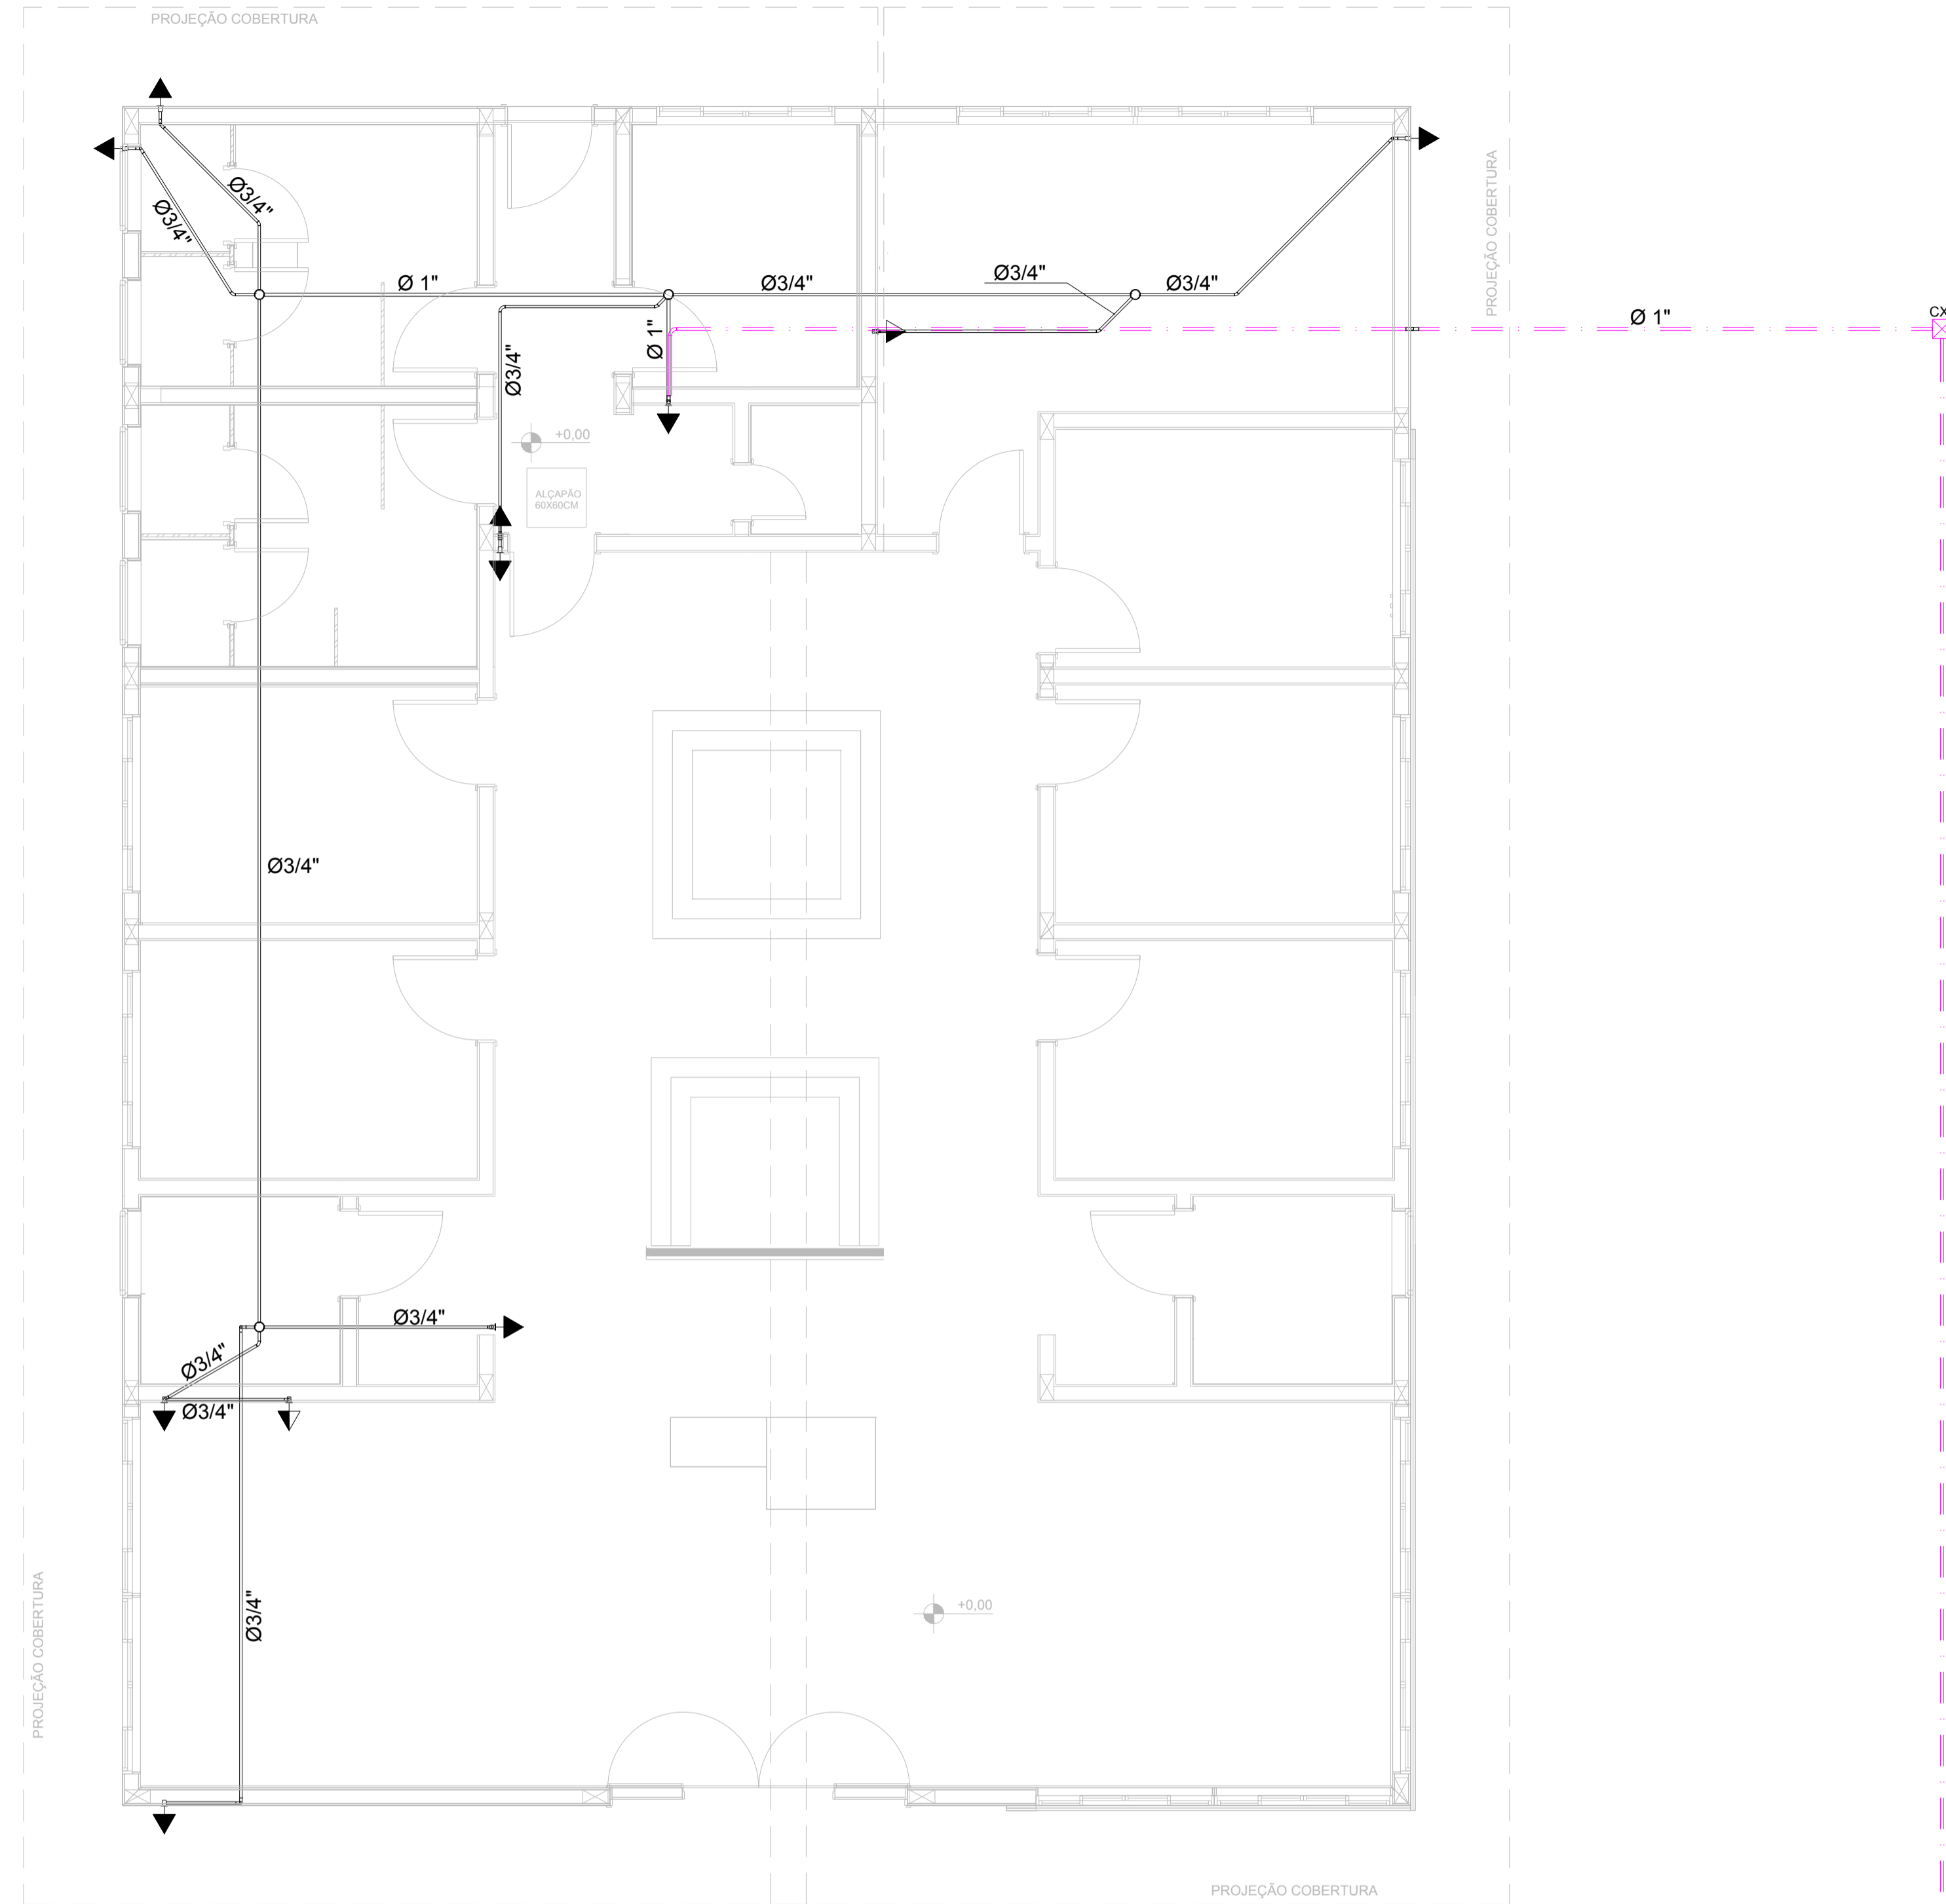 PROJEÇÃO COBERTURA
PROJEÇÃO COBERTURA
Ø3/4"
Ø3/4"
Ø 1"
Ø3/4"
Ø3/4"
Ø3/4"
Ø 1"
CX
Ø 1"
Ø3/4"
+0,00
ALÇAPÃO
60X60CM
Ø3/4"
Ø3/4"
Ø3/4"
Ø3/4"
Ø3/4"
+0,00
PROJEÇÃO COBERTURA
PROJEÇÃO COBERTURA